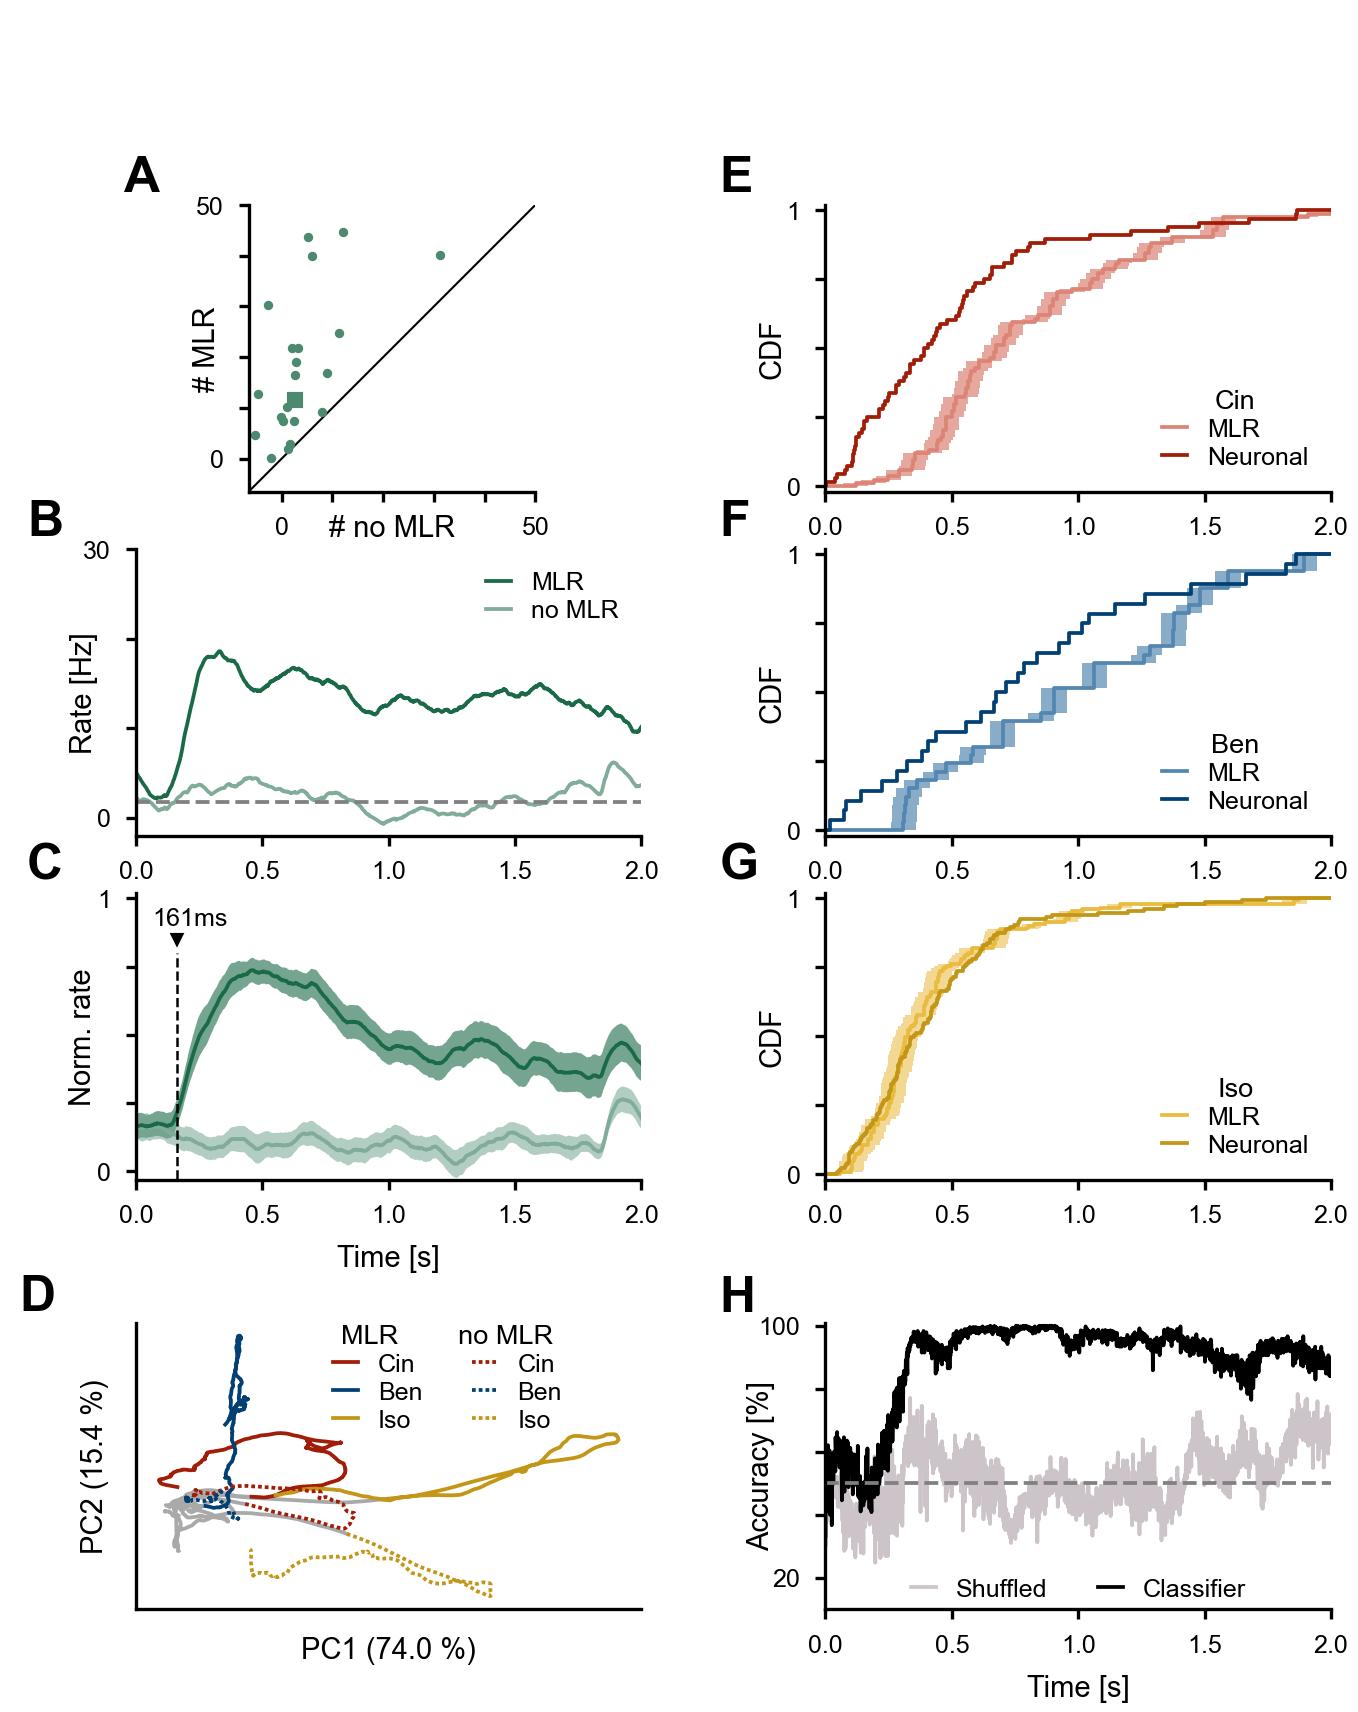 A
50
# MLR
0
0
# no MLR
50
B
30
MLR
no MLR
Rate [Hz]
0
0.0
0.5
1.0
1.5
2.0
C
1
161ms
Norm. rate
0
0.0
0.5
1.0
1.5
2.0
Time [s]
D
MLR
no MLR
Cin
Cin
Ben
Ben
Iso
Iso
PC2 (15.4 %)
PC1 (74.0 %)
E
1
CDF
Cin
MLR
Neuronal
0
0.0
0.5
1.0
1.5
2.0
F
1
CDF
Ben
MLR
Neuronal
0
0.0
0.5
1.0
1.5
2.0
G
1
CDF
Iso
MLR
Neuronal
0
0.0
0.5
1.0
1.5
2.0
H
100
Accuracy [%]
20
Shuffled
Classifier
0.0
0.5
1.0
1.5
2.0
Time [s]